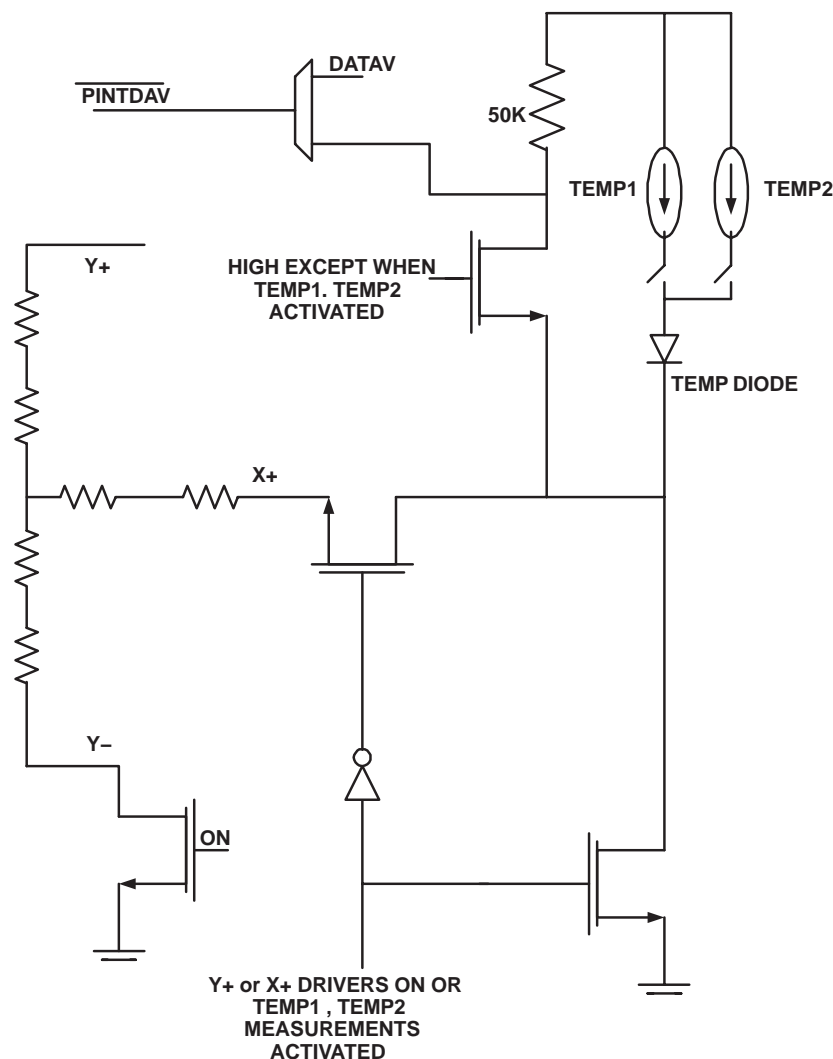 DATAV
PINTDAV
50K
TEMP1
TEMP2
Y+
HIGH EXCEPT WHEN
TEMP1. TEMP2
ACTIVATED
TEMP DIODE
X+
Y–
ON
Y+ or X+ DRIVERS ON OR
TEMP1 , TEMP2
MEASUREMENTS
ACTIVATED